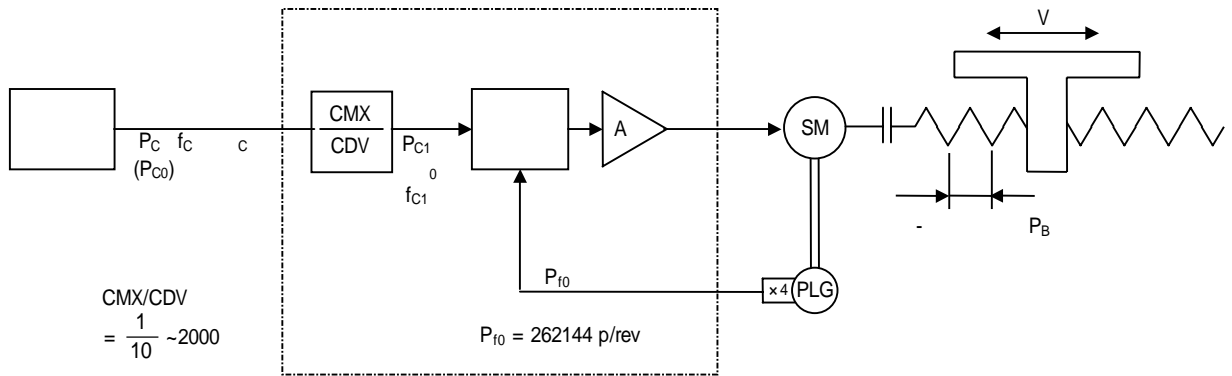 V
CMX
CDV
A
SM
P_C f_C _C
(P_C0)
P_C1
0
f_C1
-
P_B
P_f0
×4
PLG
CMX/CDV
= 1/10 ~2000
P_f0 = 262144 p/rev